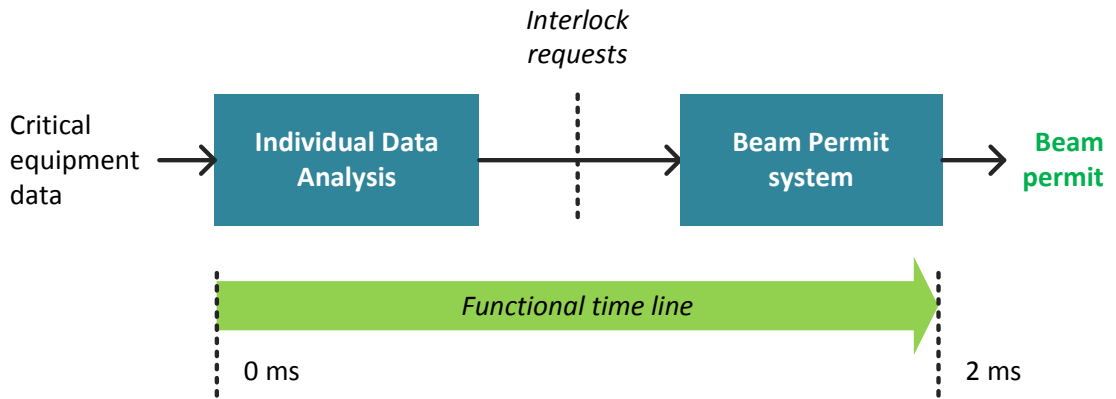 Interlock
requests
Critical
equipment
data
Individual Data
Analysis
Beam Permit
system
Beam
permit
Functional time line
0 ms
2 ms